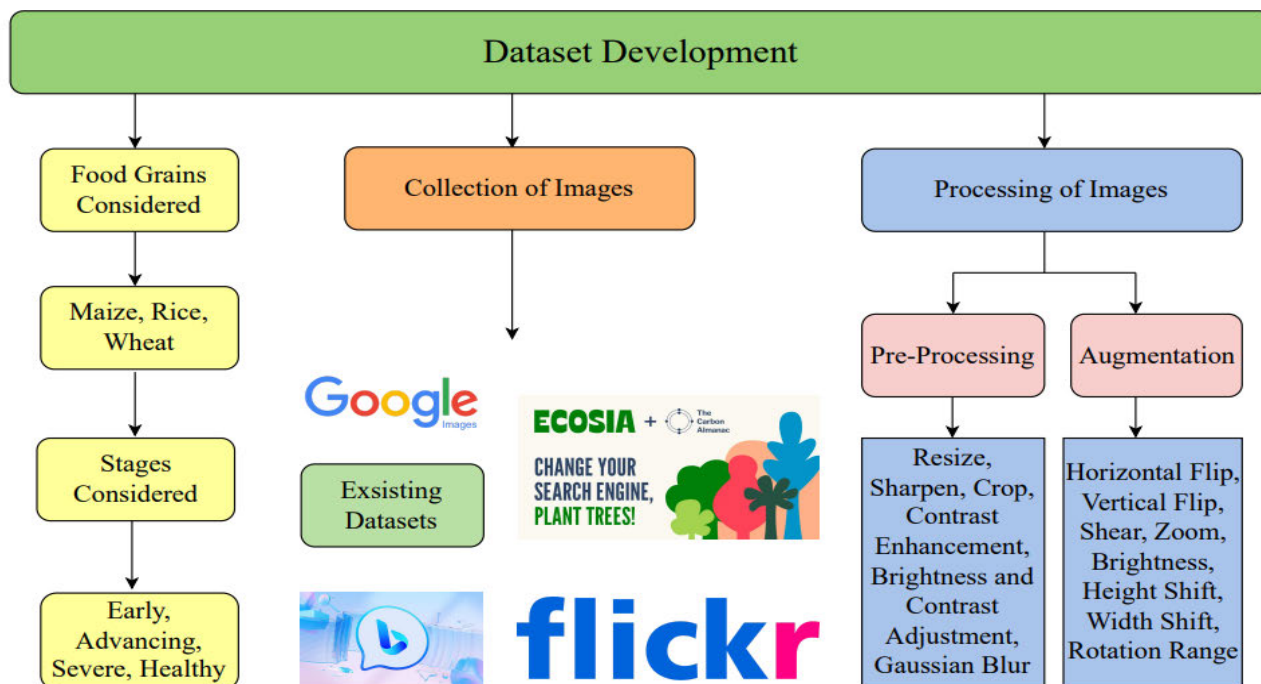 Dataset Development
Food Grains
Considered
Maize, Rice,
Wheat
Stages
Considered
Early,
Advancing,
Severe, Healthy
Collection of Images
Google
Images
ECOSIA +
The
Carbon
Almanac
CHANGE YOUR
SEARCH ENGINE,
PLANT TREES!
Exsisting
Datasets
flickr
Processing of Images
Pre-Processing
Resize,
Sharpen, Crop,
Contrast
Enhancement,
Brightness and
Contrast
Adjustment,
Gaussian Blur
Augmentation
Horizontal Flip,
Vertical Flip,
Shear, Zoom,
Brightness,
Height Shift,
Width Shift,
Rotation Range